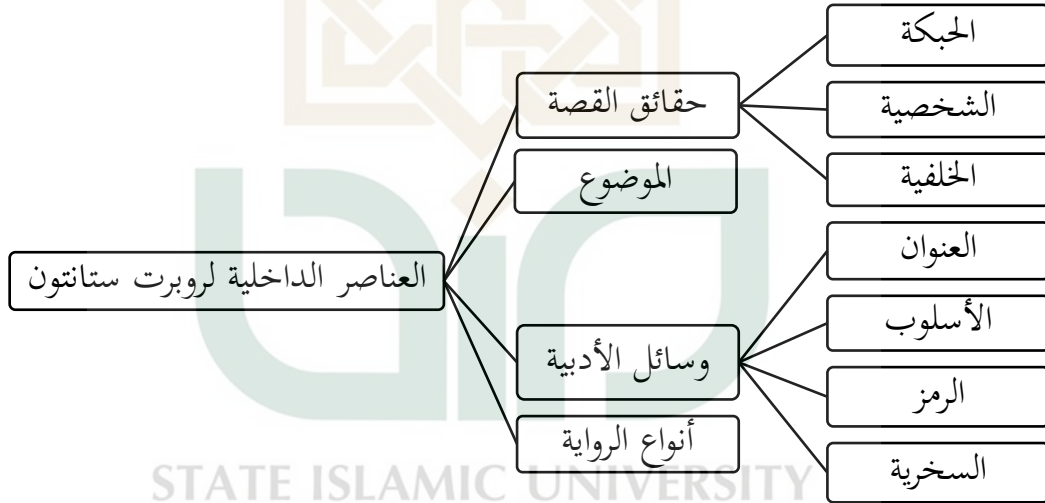 العناصر الداخلية لروبرت ستانتون
حقائق القصة
الحبكة
الشخصية
الخلفية
الموضوع
وسائل الأدبية
العنوان
الأسلوب
الرمز
السخرية
أنواع الرواية
STATE ISLAMIC UNIVERSITY